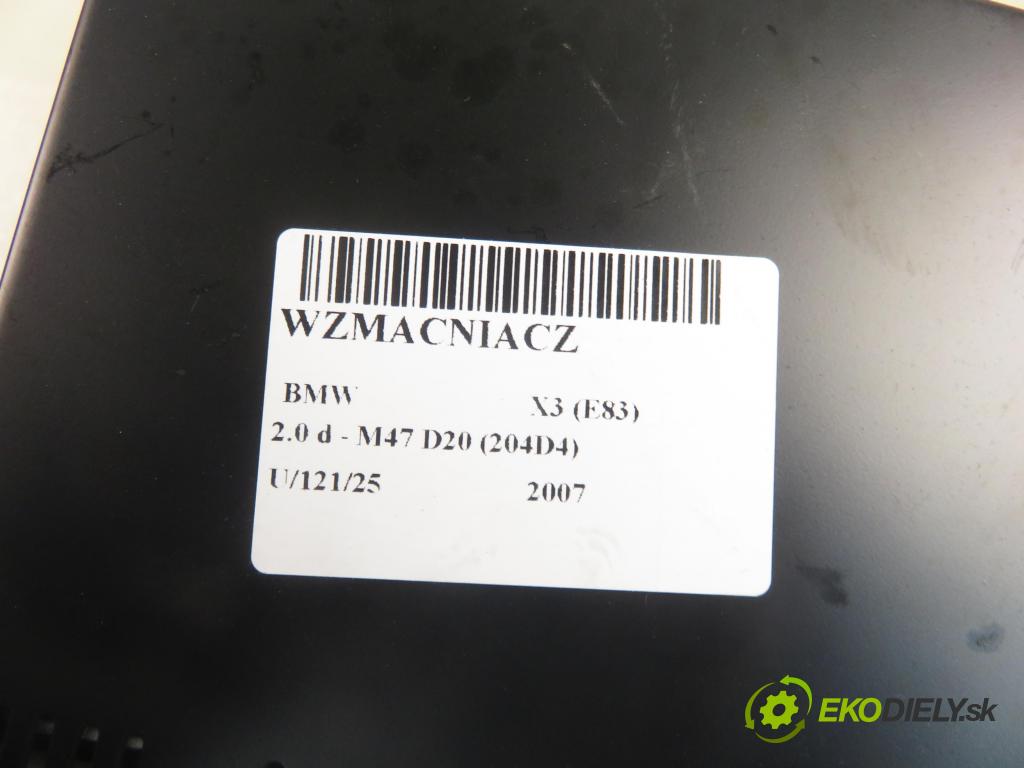 WZMACNIACZ
BMW X3 (E83)
2.0 d - M47 D20 (204D4)
U/121/25 2007
EKODIELY.sk